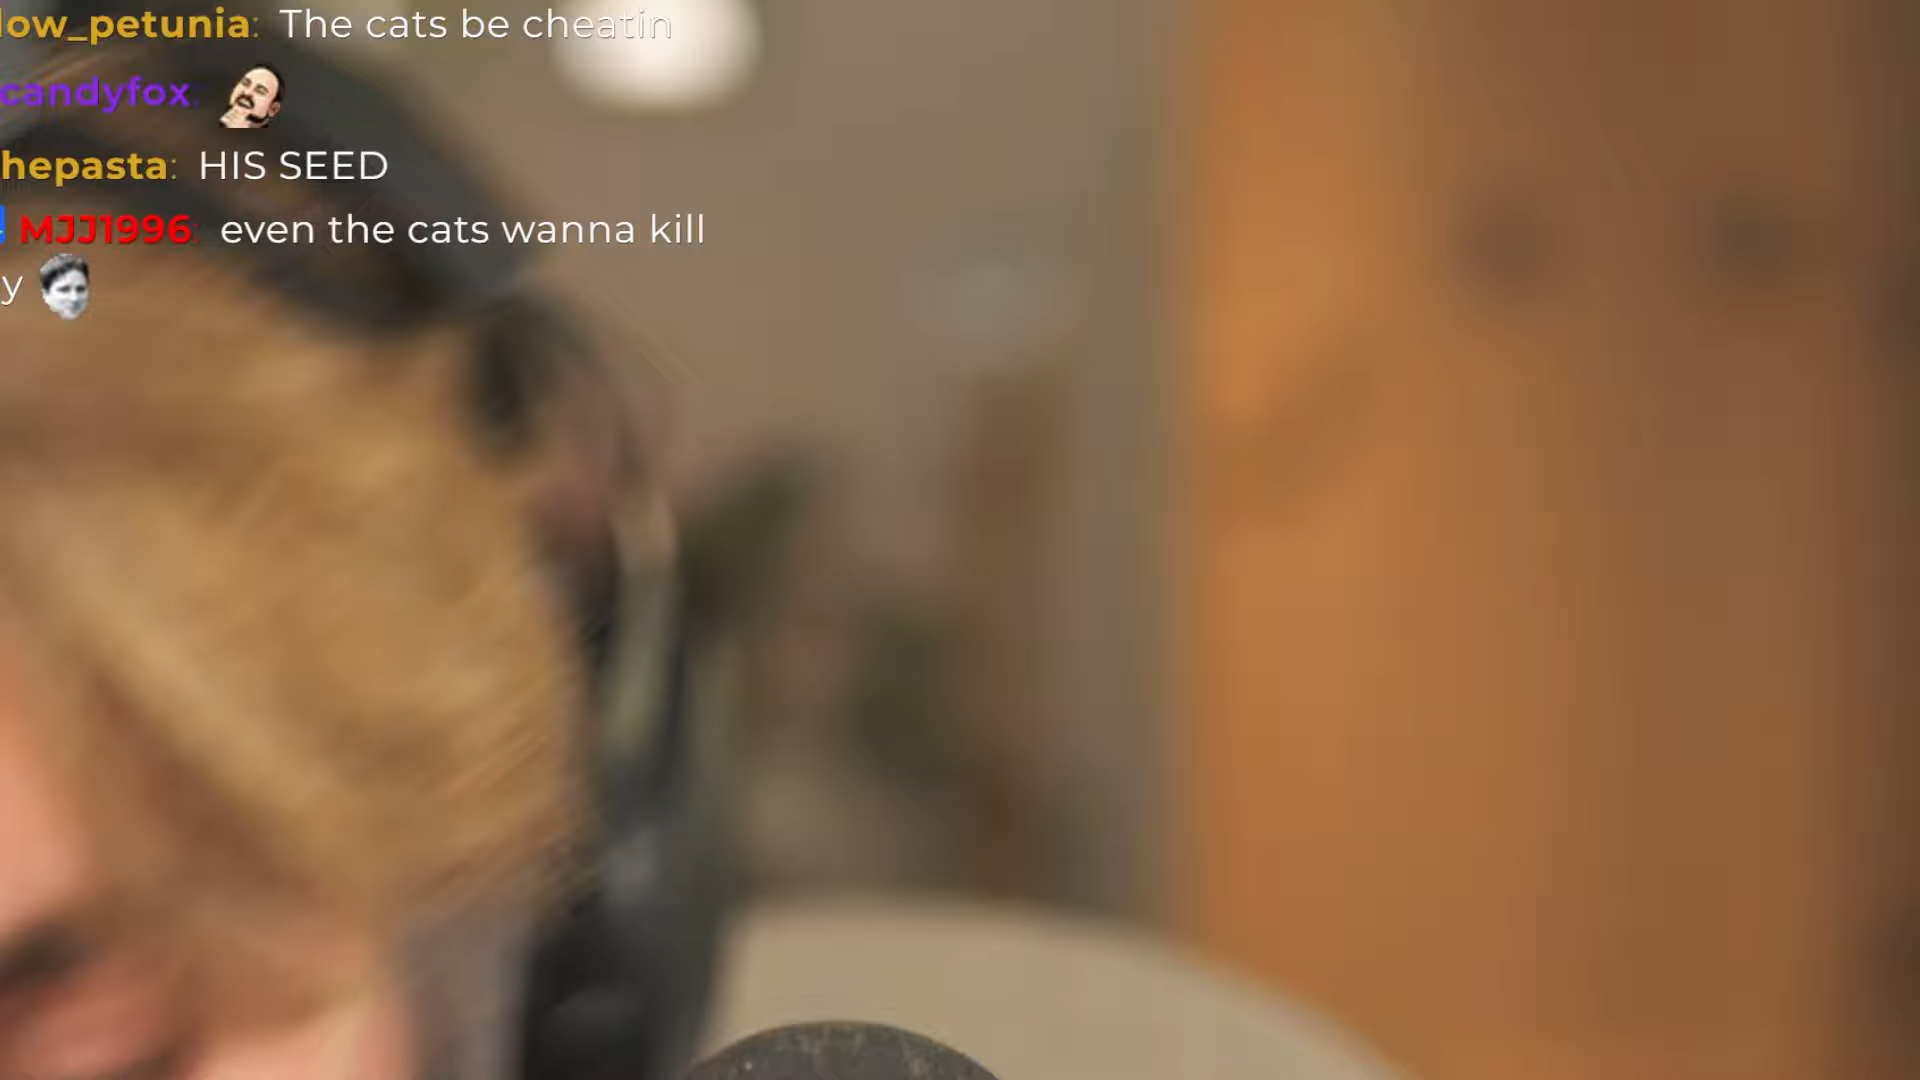 low_petunia: The cats be cheatin
candyfox:
hepasta: HIS SEED
MJJ1996: even the cats wanna kill
y